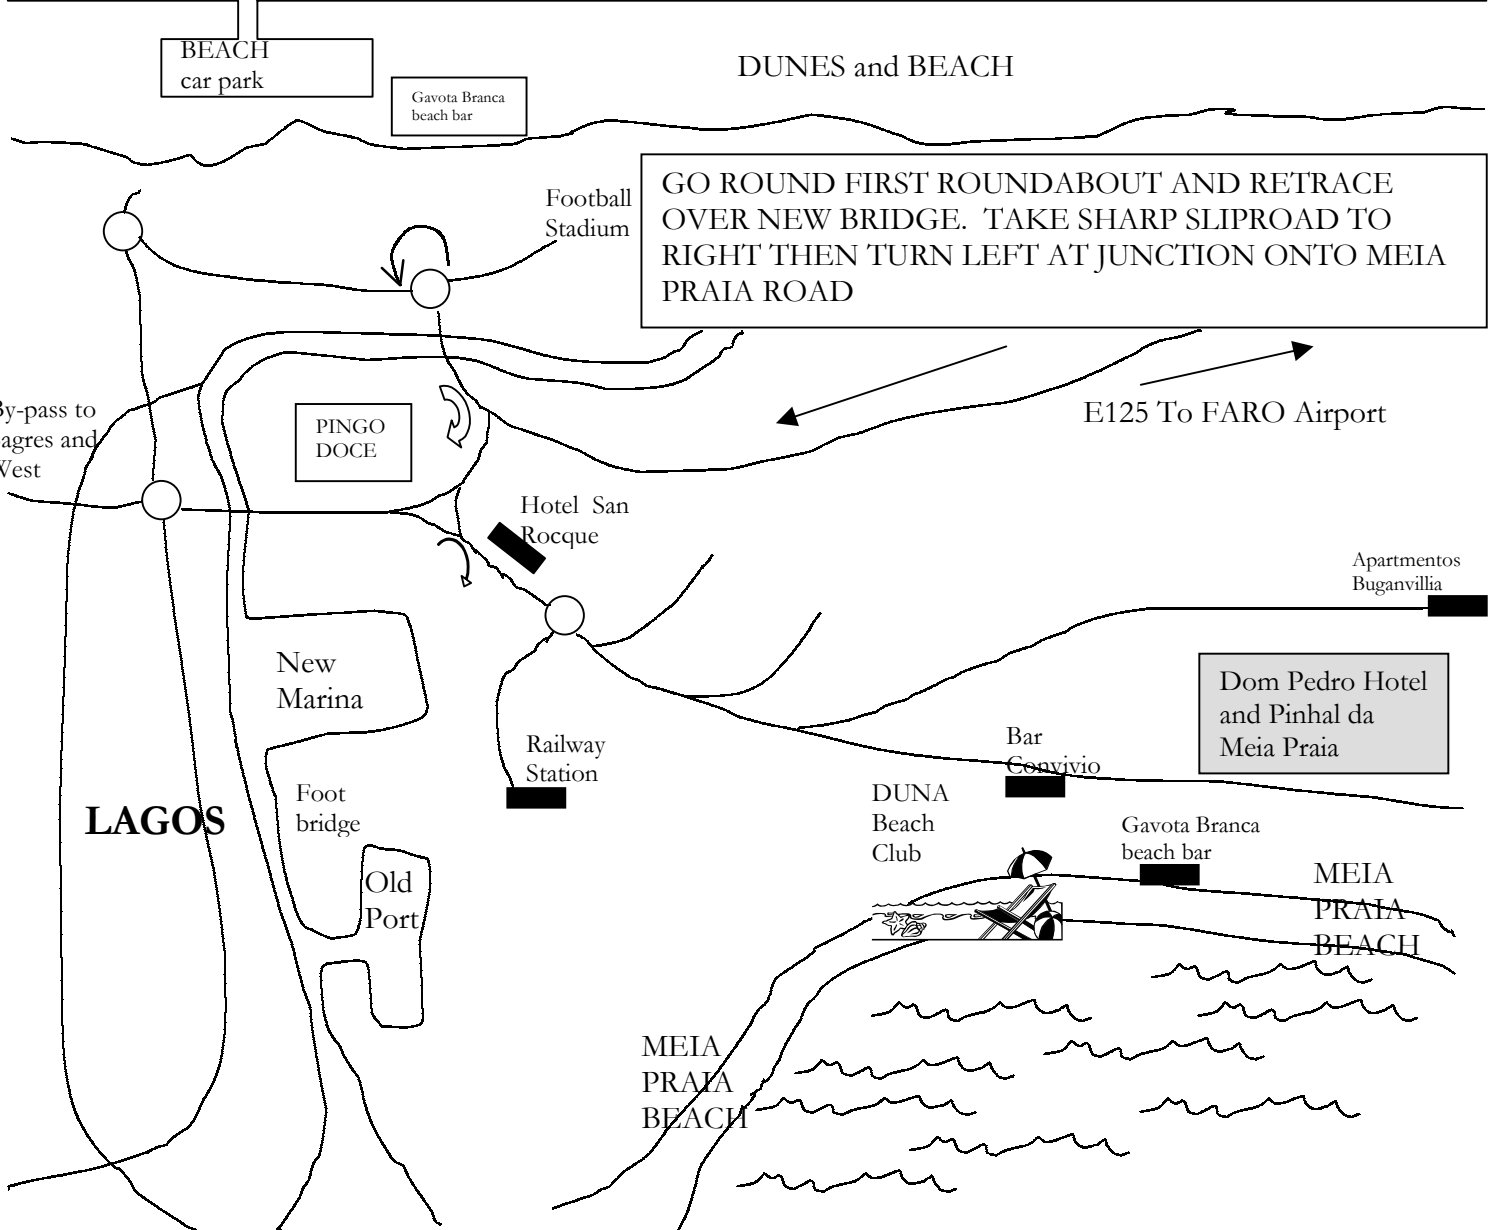 BEACH
car park
DUNES and BEACH
Gavota Branca
beach bar
Football
Stadium
GO ROUND FIRST ROUNDABOUT AND RETRACE
OVER NEW BRIDGE.  TAKE SHARP SLIPROAD TO
RIGHT THEN TURN LEFT AT JUNCTION ONTO MEIA
PRAIA ROAD
By-pass to
agres and
West
PINGO
DOCE
E125 To FARO Airport
Hotel  San
Rocque
Apartmentos
Buganvillia
New
Marina
Dom Pedro Hotel
and Pinhal da
Meia Praia
Railway
Station
Bar
Convivio
Foot
bridge
DUNA
Beach
Club
LAGOS
Gavota Branca
beach bar
Old
Port
MEIA
PRAIA
BEACH
MEIA
PRAIA
BEACH